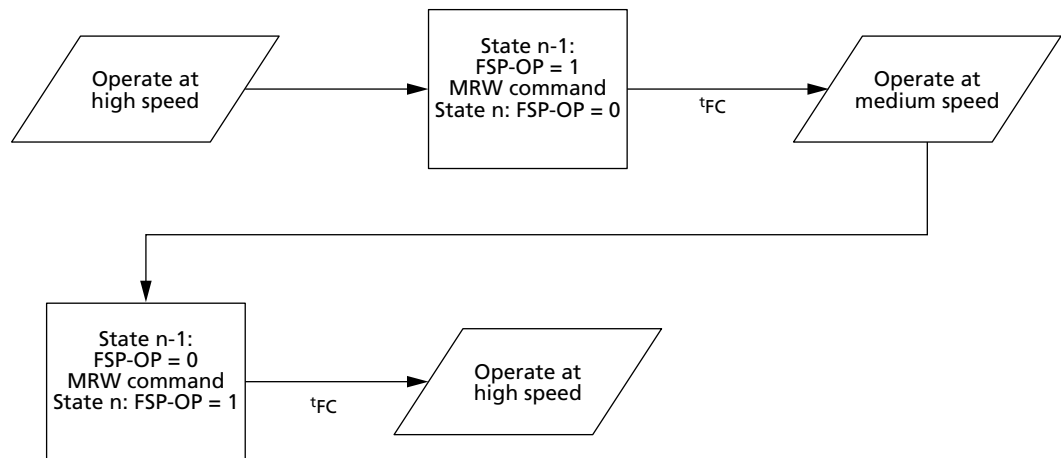 Operate at
high speed
State n-1:
FSP-OP = 1
MRW command
State n: FSP-OP = 0
tFC
Operate at
medium speed
State n-1:
FSP-OP = 0
MRW command
State n: FSP-OP = 1
tFC
Operate at
high speed